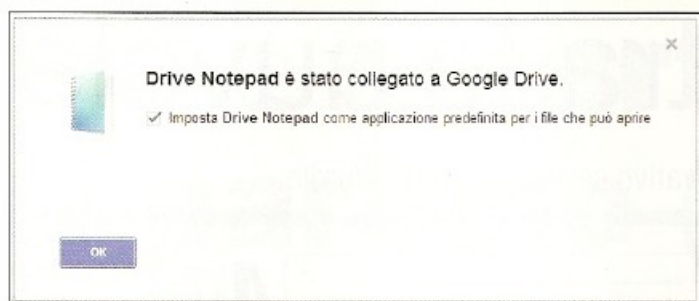 Drive Notepad è stato collegato a Google Drive.
Imposta Drive Notepad come applicazione predefinita per i file che può aprire
OK